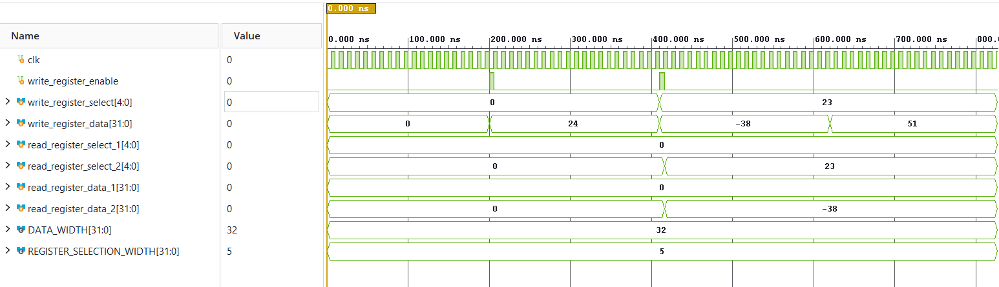 0.000 ns
Name Value
0.000 ns 100.000 ns 200.000 ns 300.000 ns 400.000 ns 500.000 ns 600.000 ns 700.000 ns 800.
clk 0
write_register_enable 0
write_register_select[4:0] 0 0 23
write_register_data[31:0] 0 0 24 -38 51
read_register_select_1[4:0] 0 0
read_register_select_2[4:0] 0 0 23
read_register_data_1[31:0] 0 0
read_register_data_2[31:0] 0 0 -38
DATA_WIDTH[31:0] 32 32
REGISTER_SELECTION_WIDTH[31:0] 5 5